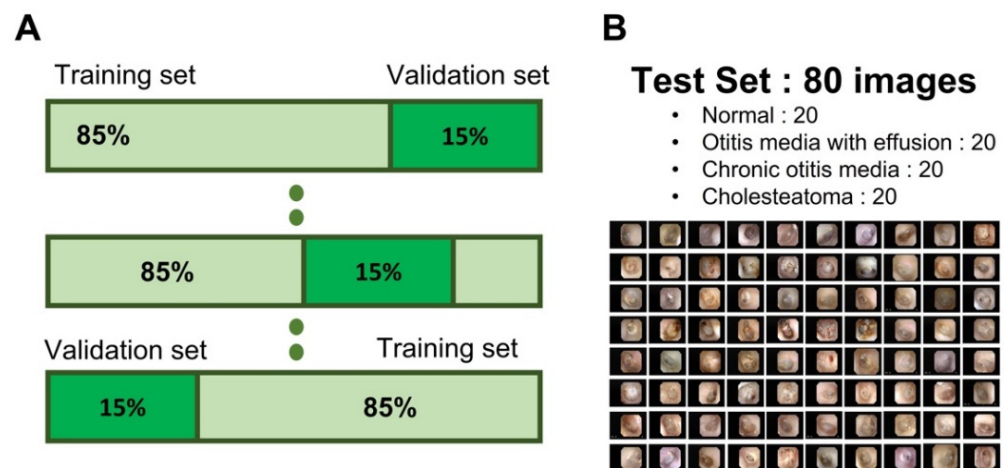 A
Training set
Validation set
85%
15%
85%
15%
Validation set
Training set
15%
85%
B
Test Set : 80 images
• Normal : 20
• Otitis media with effusion : 20
• Chronic otitis media : 20
• Cholesteatoma : 20